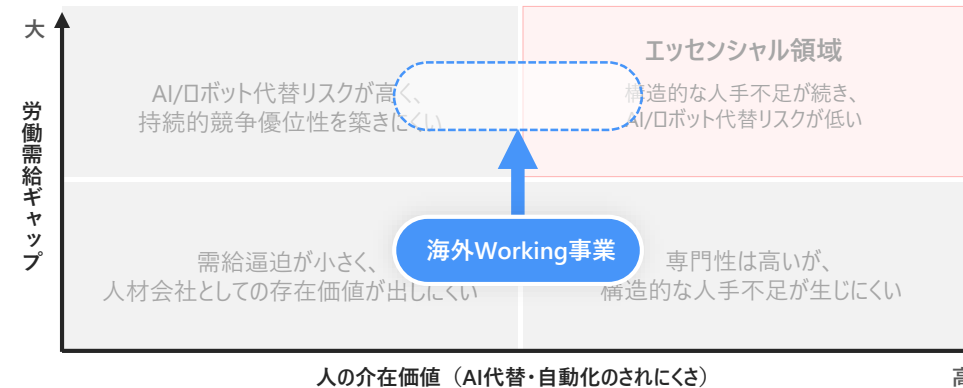 大
労働需給ギャップ
AI/ロボット代替リスクが高く、
持続的競争優位性を築きにくい
エッセンシャル領域
構造的な人手不足が続き、
AI/ロボット代替リスクが低い
海外Working事業
需給逼迫が小さく、
人材会社としての存在価値が出しにくい
専門性は高いが、
構造的な人手不足が生じにくい
人の介在価値（AI代替・自動化のされにくさ）
高